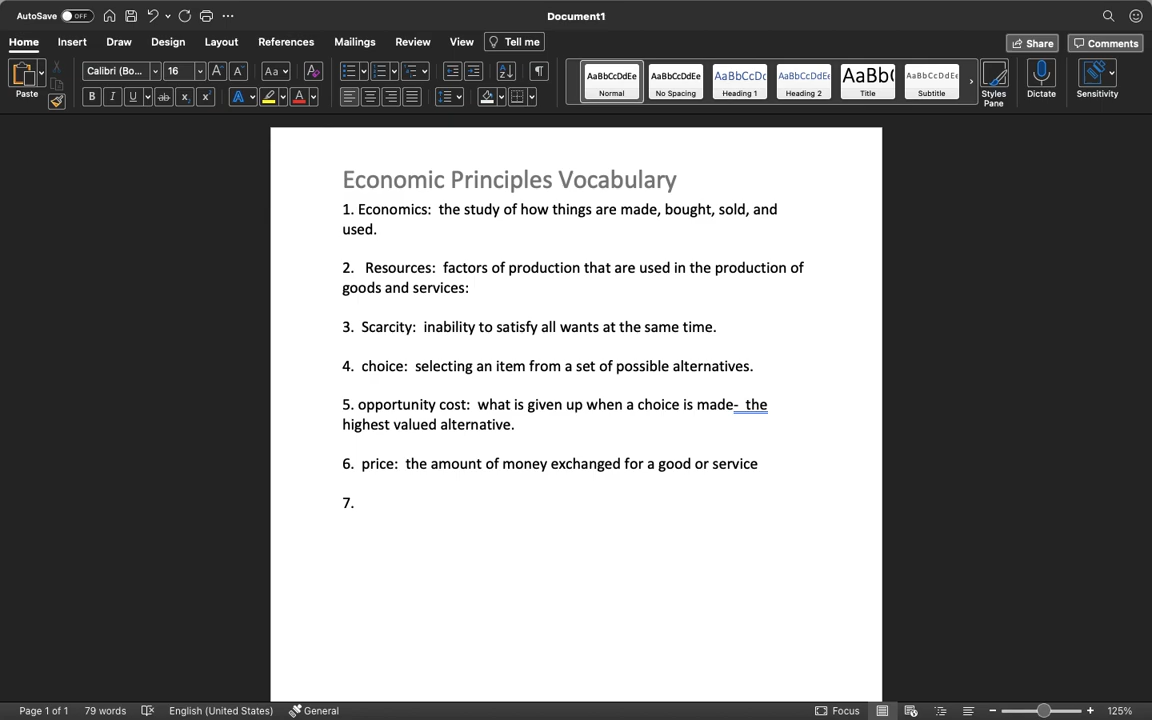 AutoSave OFF Document1
Home Insert Draw Design Layout References Mailings Review View Tell me Share Comments
Paste Calibri (Bo... 16 A A Aa A AaBbCcDdEe Normal AaBbCcDdEe No Spacing AaBbCcDc Heading 1 AaBbCcDdEe Heading 2 AaBb( Title AaBbCcDdEe Subtitle Styles Pane Dictate Sensitivity
B I U ab x x A A
Economic Principles Vocabulary
1. Economics:  the study of how things are made, bought, sold, and
used.
2.   Resources:  factors of production that are used in the production of
goods and services:
3.  Scarcity:  inability to satisfy all wants at the same time.
4.  choice:  selecting an item from a set of possible alternatives.
5. opportunity cost:  what is given up when a choice is made-  the
highest valued alternative.
6.  price:  the amount of money exchanged for a good or service
7.
Page 1 of 1 79 words English (United States) General Focus 125%